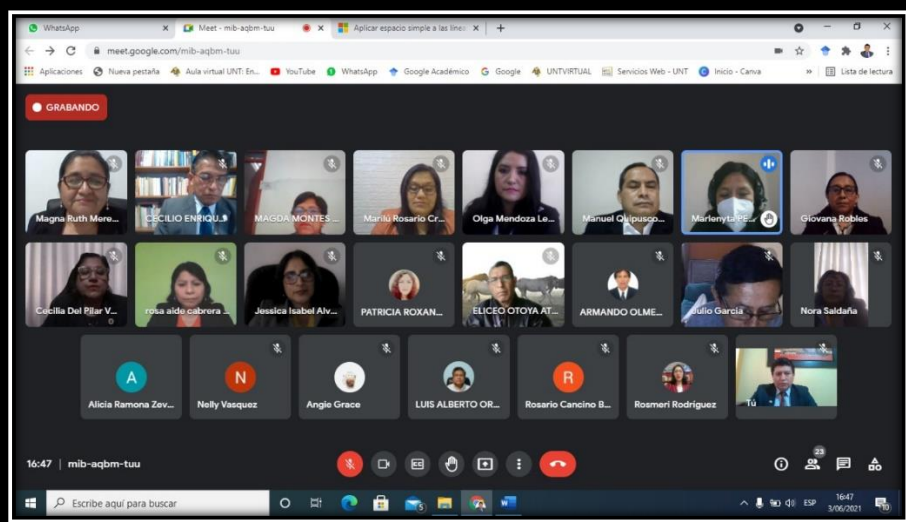 WhatsApp
Meet - mib-aqbm-tuu
Aplicar espacio simple a las línea
meet.google.com/mib-aqbm-tuu
Aplicaciones Nueva pestaña Aula virtual UNT: En... YouTube WhatsApp Google Académico Google UNTVIRTUAL Servicios Web - UNT Inicio - Canva » Lista de lectura
GRABANDO
Magna Ruth Mere... CECILIO ENRIQU... MAGDA MONTES ... Marilú Rosario Cr... Olga Mendoza Le... Manuel Quipusco... Marlenyta PE... Giovana Robles
Cecilia Del Pilar V... rosa aide cabrera ... Jessica Isabel Alv... PATRICIA ROXAN... ELICEO OTOYA AT... ARMANDO OLME... Julio Garcia Nora Saldaña
A N R
Alicia Ramona Zev... Nelly Vasquez Angie Grace LUIS ALBERTO OR... Rosario Cancino B... Rosmeri Rodríguez Tú
16:47 | mib-aqbm-tuu
23
Escribe aquí para buscar
ESP
16:47
3/06/2021